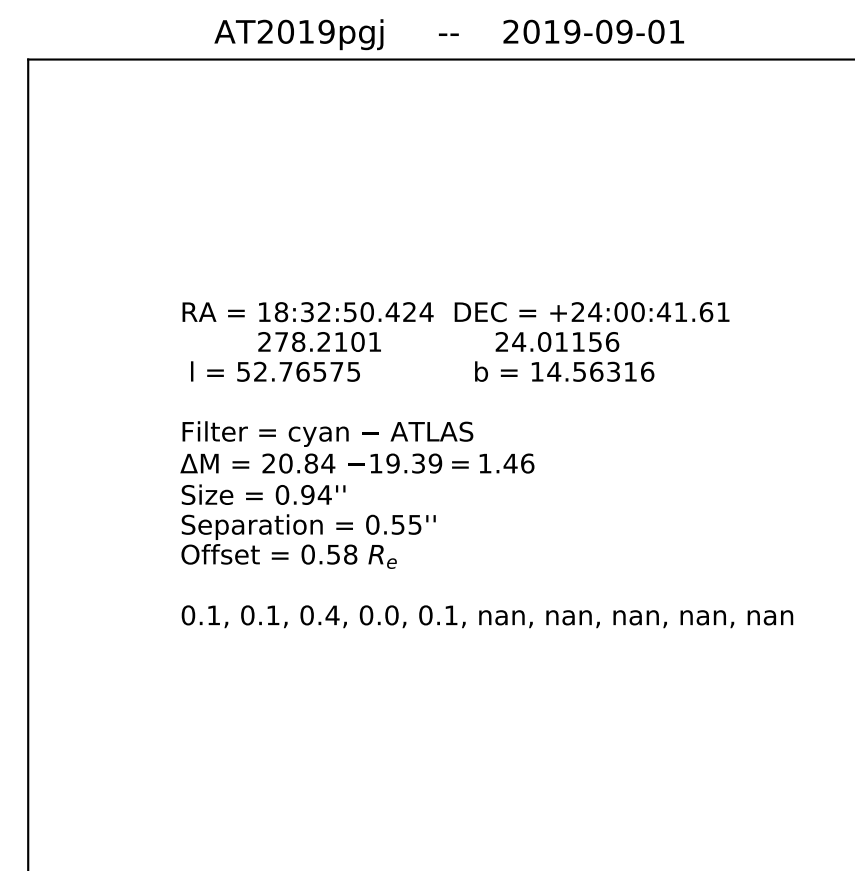 AT2019pgj -- 2019-09-01
RA = 18:32:50.424 DEC = +24:00:41.61
278.2101 24.01156
l = 52.76575 b = 14.56316
Filter = cyan − ATLAS
ΔM = 20.84 −19.39 = 1.46
Size = 0.94''
Separation = 0.55''
Offset = 0.58 Rₑ
0.1, 0.1, 0.4, 0.0, 0.1, nan, nan, nan, nan, nan